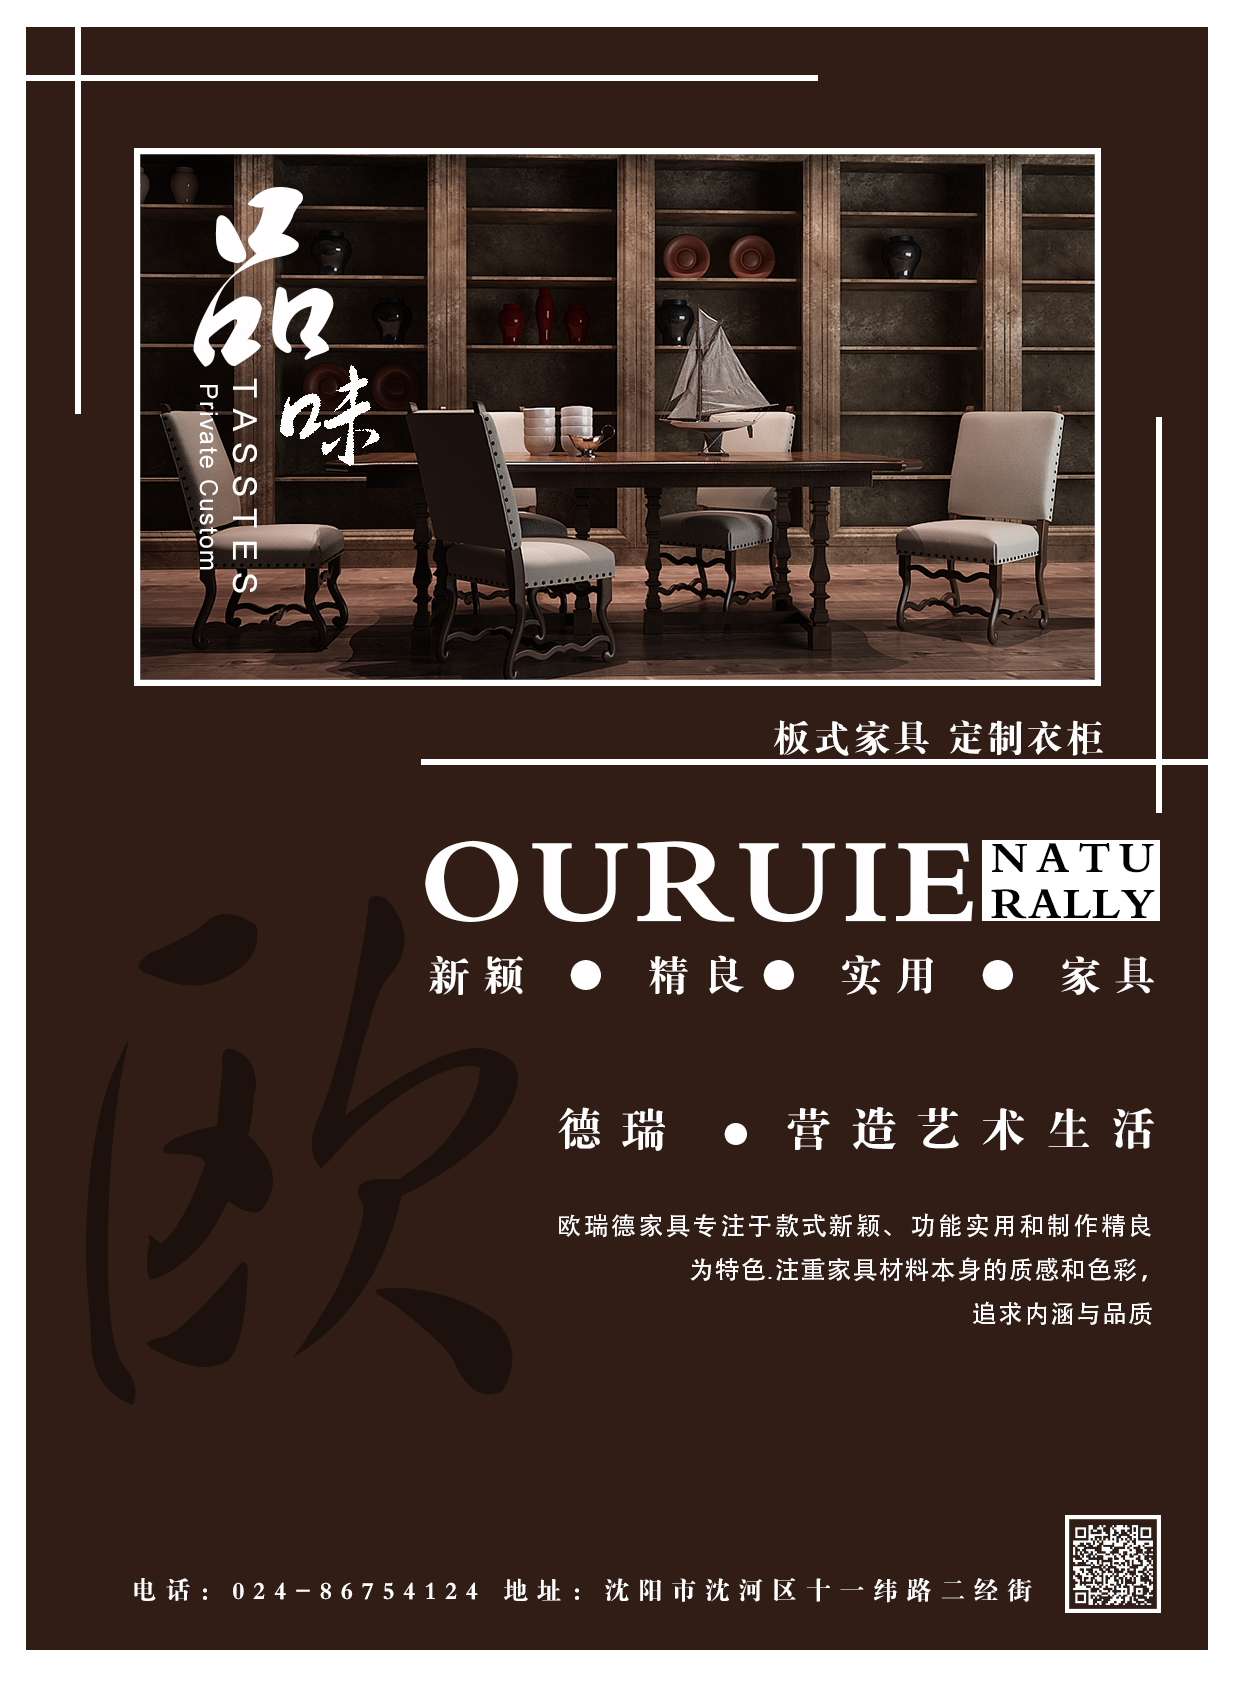 品味
TASSTES
Private Custom
板式家具 定制衣柜
OURUIE NATU
RALLY
新颖 ● 精良 ● 实用 ● 家具
德瑞 ● 营造艺术生活
欧
欧瑞德家具专注于款式新颖、功能实用和制作精良
为特色.注重家具材料本身的质感和色彩，
追求内涵与品质
电话：024-86754124 地址：沈阳市沈河区十一纬路二经街